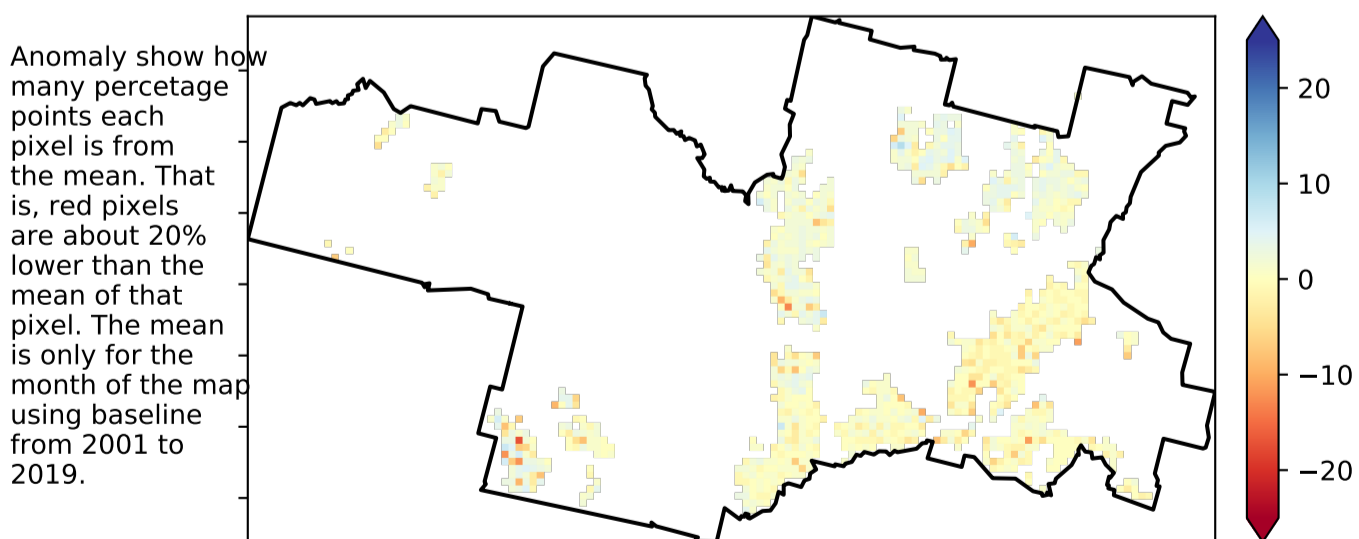 Anomaly show how
many percetage
points each
pixel is from
the mean. That
is, red pixels
are about 20%
lower than the
mean of that
pixel. The mean
is only for the
month of the map
using baseline
from 2001 to
2019.
20
10
0
−10
−20